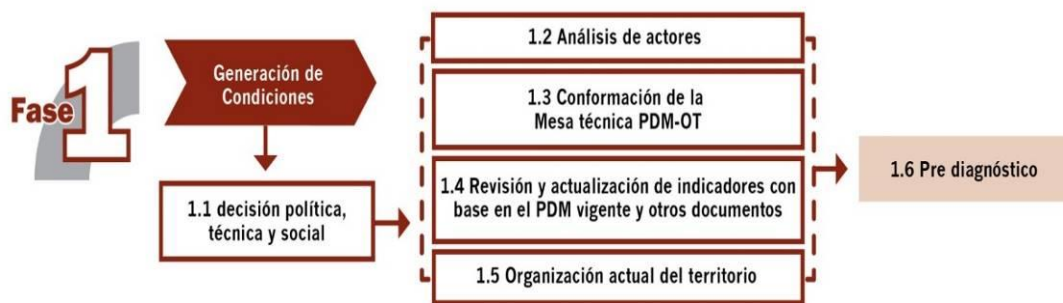 Fase 1
Generación de
Condiciones
1.1 decisión política,
técnica y social
1.2 Análisis de actores
1.3 Conformación de la
Mesa técnica PDM-OT
1.4 Revisión y actualización de indicadores con
base en el PDM vigente y otros documentos
1.5 Organización actual del territorio
1.6 Pre diagnóstico